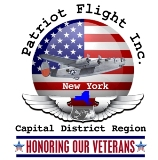 Patriot Flight Inc.
New York
Capital District Region
HONORING OUR VETERANS